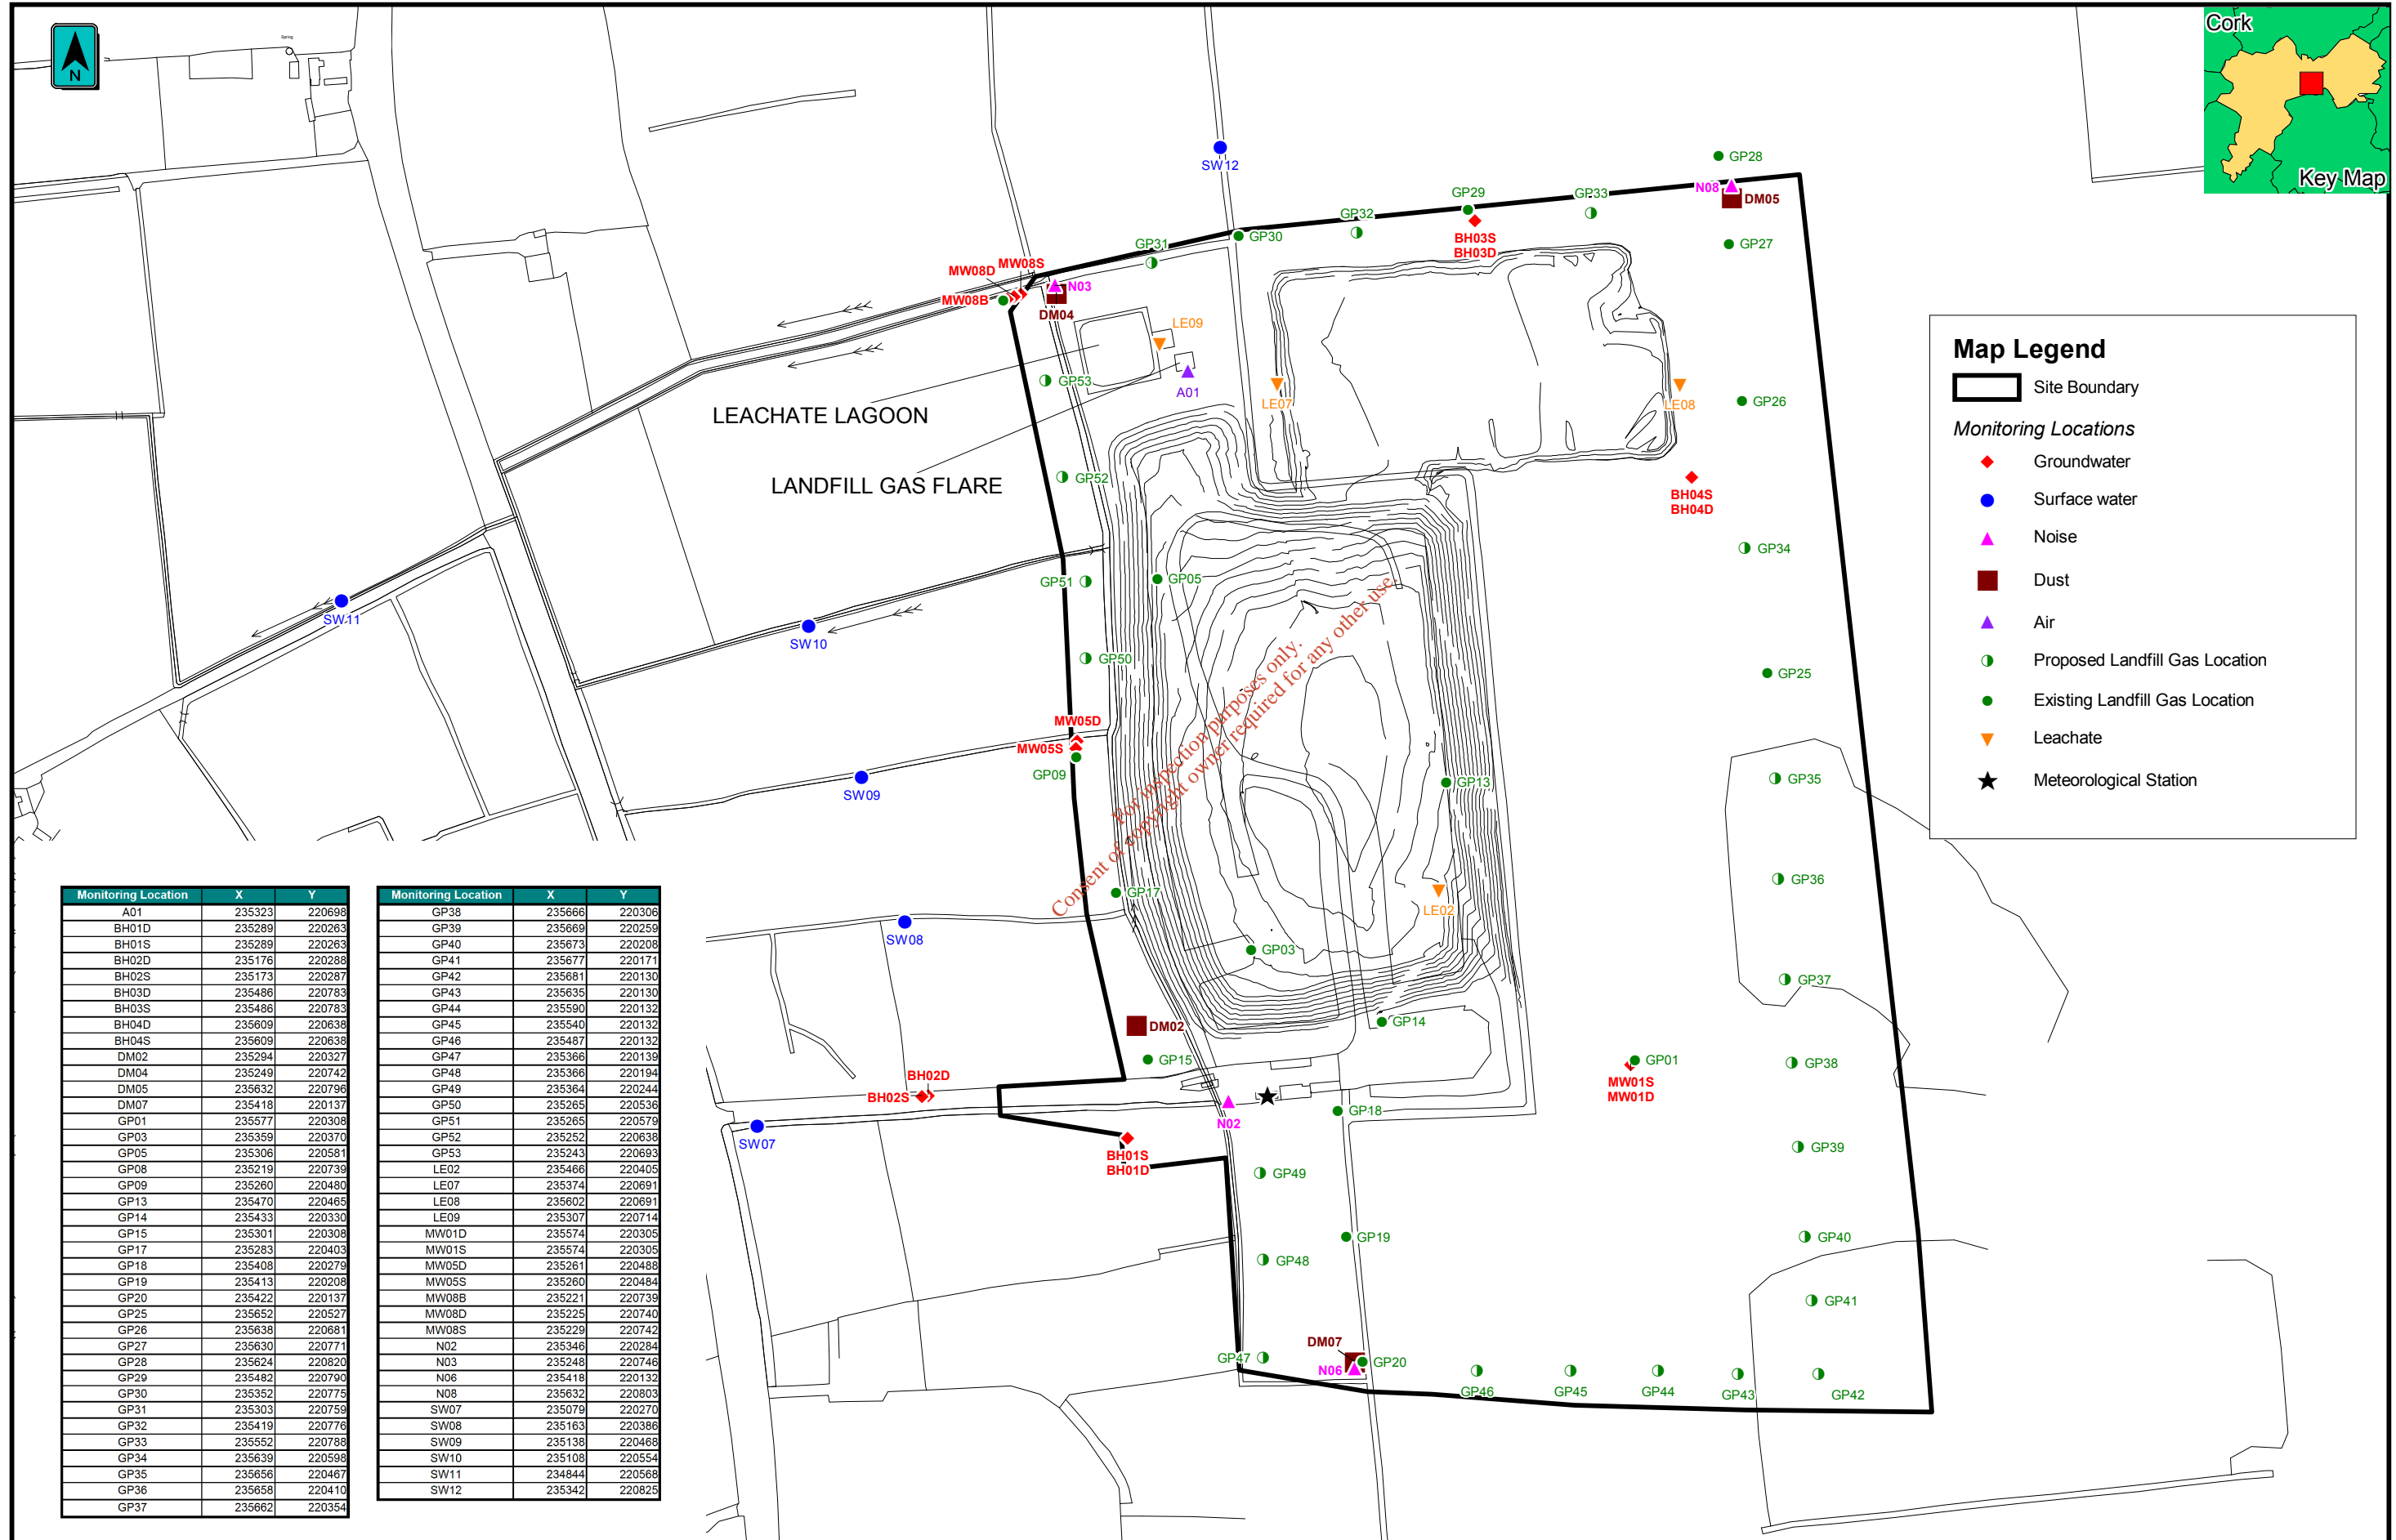 Spring
N
Cork
Key Map
SW12
GP28
N08
DM05
GP29
GP33
GP32
GP30
GP31
BH03S
BH03D
GP27
MW08S
MW08D
MW08B
N03
DM04
LE09
A01
GP53
LE07
LE08
GP26
LEACHATE LAGOON
LANDFILL GAS FLARE
GP52
BH04S
BH04D
GP34
GP51
GP05
SW11
SW10
GP50
GP25
MW05D
MW05S
GP09
SW09
GP13
GP35
GP17
LE02
GP36
SW08
GP03
GP37
DM02
GP14
GP15
GP01
MW01S
MW01D
GP38
BH02D
BH02S
GP18
N02
SW07
BH01S
BH01D
GP39
GP49
GP19
GP40
GP48
GP41
DM07
GP47
N06
GP20
GP46
GP45
GP44
GP43
GP42
For inspection purposes only.
Consent of copyright owner required for any other use.
Map Legend
Site Boundary
Monitoring Locations
Groundwater
Surface water
Noise
Dust
Air
Proposed Landfill Gas Location
Existing Landfill Gas Location
Leachate
Meteorological Station
Monitoring Location X Y
A01 235323 220698
BH01D 235289 220263
BH01S 235289 220263
BH02D 235176 220288
BH02S 235173 220287
BH03D 235486 220783
BH03S 235486 220783
BH04D 235609 220638
BH04S 235609 220638
DM02 235294 220327
DM04 235249 220742
DM05 235632 220796
DM07 235418 220137
GP01 235577 220308
GP03 235359 220370
GP05 235306 220581
GP08 235219 220739
GP09 235260 220480
GP13 235470 220465
GP14 235433 220330
GP15 235301 220308
GP17 235283 220403
GP18 235408 220279
GP19 235413 220208
GP20 235422 220137
GP25 235652 220527
GP26 235638 220681
GP27 235630 220771
GP28 235624 220820
GP29 235482 220790
GP30 235352 220775
GP31 235303 220759
GP32 235419 220776
GP33 235552 220788
GP34 235639 220598
GP35 235656 220467
GP36 235658 220410
GP37 235662 220354
Monitoring Location X Y
GP38 235666 220306
GP39 235669 220259
GP40 235673 220208
GP41 235677 220171
GP42 235681 220130
GP43 235635 220130
GP44 235590 220132
GP45 235540 220132
GP46 235487 220132
GP47 235366 220139
GP48 235366 220194
GP49 235364 220244
GP50 235265 220536
GP51 235265 220579
GP52 235252 220638
GP53 235243 220693
LE02 235466 220405
LE07 235374 220691
LE08 235602 220691
LE09 235307 220714
MW01D 235574 220305
MW01S 235574 220305
MW05D 235261 220488
MW05S 235260 220484
MW08B 235221 220739
MW08D 235225 220740
MW08S 235229 220742
N02 235346 220284
N03 235248 220746
N06 235418 220132
N08 235632 220803
SW07 235079 220270
SW08 235163 220386
SW09 235138 220468
SW10 235108 220554
SW11 234844 220568
SW12 235342 220825